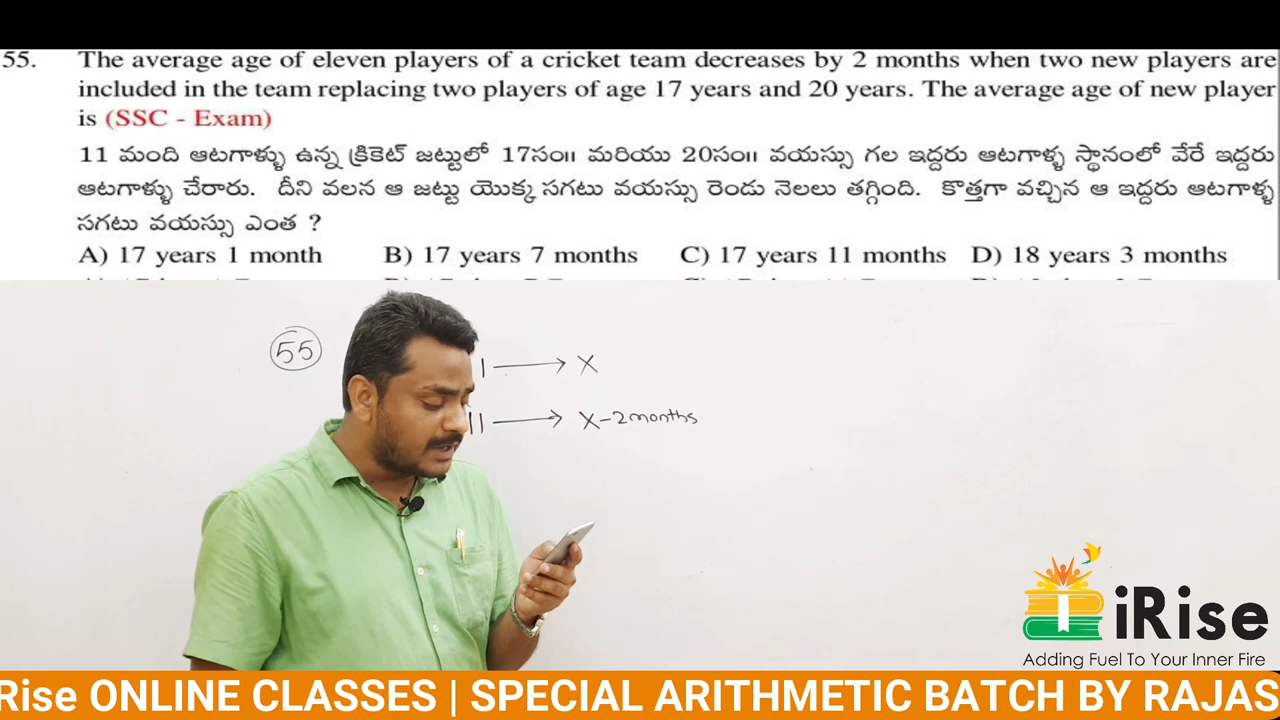 55. The average age of eleven players of a cricket team decreases by 2 months when two new players are
included in the team replacing two players of age 17 years and 20 years. The average age of new player
is (SSC - Exam)
11 మంది ఆటగాళ్ళు ఉన్న క్రికెట్ జట్టులో 17సం॥ మరియు 20సం॥ వయస్సు గల ఇద్దరు ఆటగాళ్ళ స్థానంలో వేరే ఇద్దరు
ఆటగాళ్ళు చేరారు. దీని వలన ఆ జట్టు యొక్క సగటు వయస్సు రెండు నెలలు తగ్గింది. కొత్తగా వచ్చిన ఆ ఇద్దరు ఆటగాళ్ళ
సగటు వయస్సు ఎంత ?
A) 17 years 1 month B) 17 years 7 months C) 17 years 11 months D) 18 years 3 months
55
1 → X
11 → X-2months
iRise
Adding Fuel To Your Inner Fire
Rise ONLINE CLASSES | SPECIAL ARITHMETIC BATCH BY RAJAS